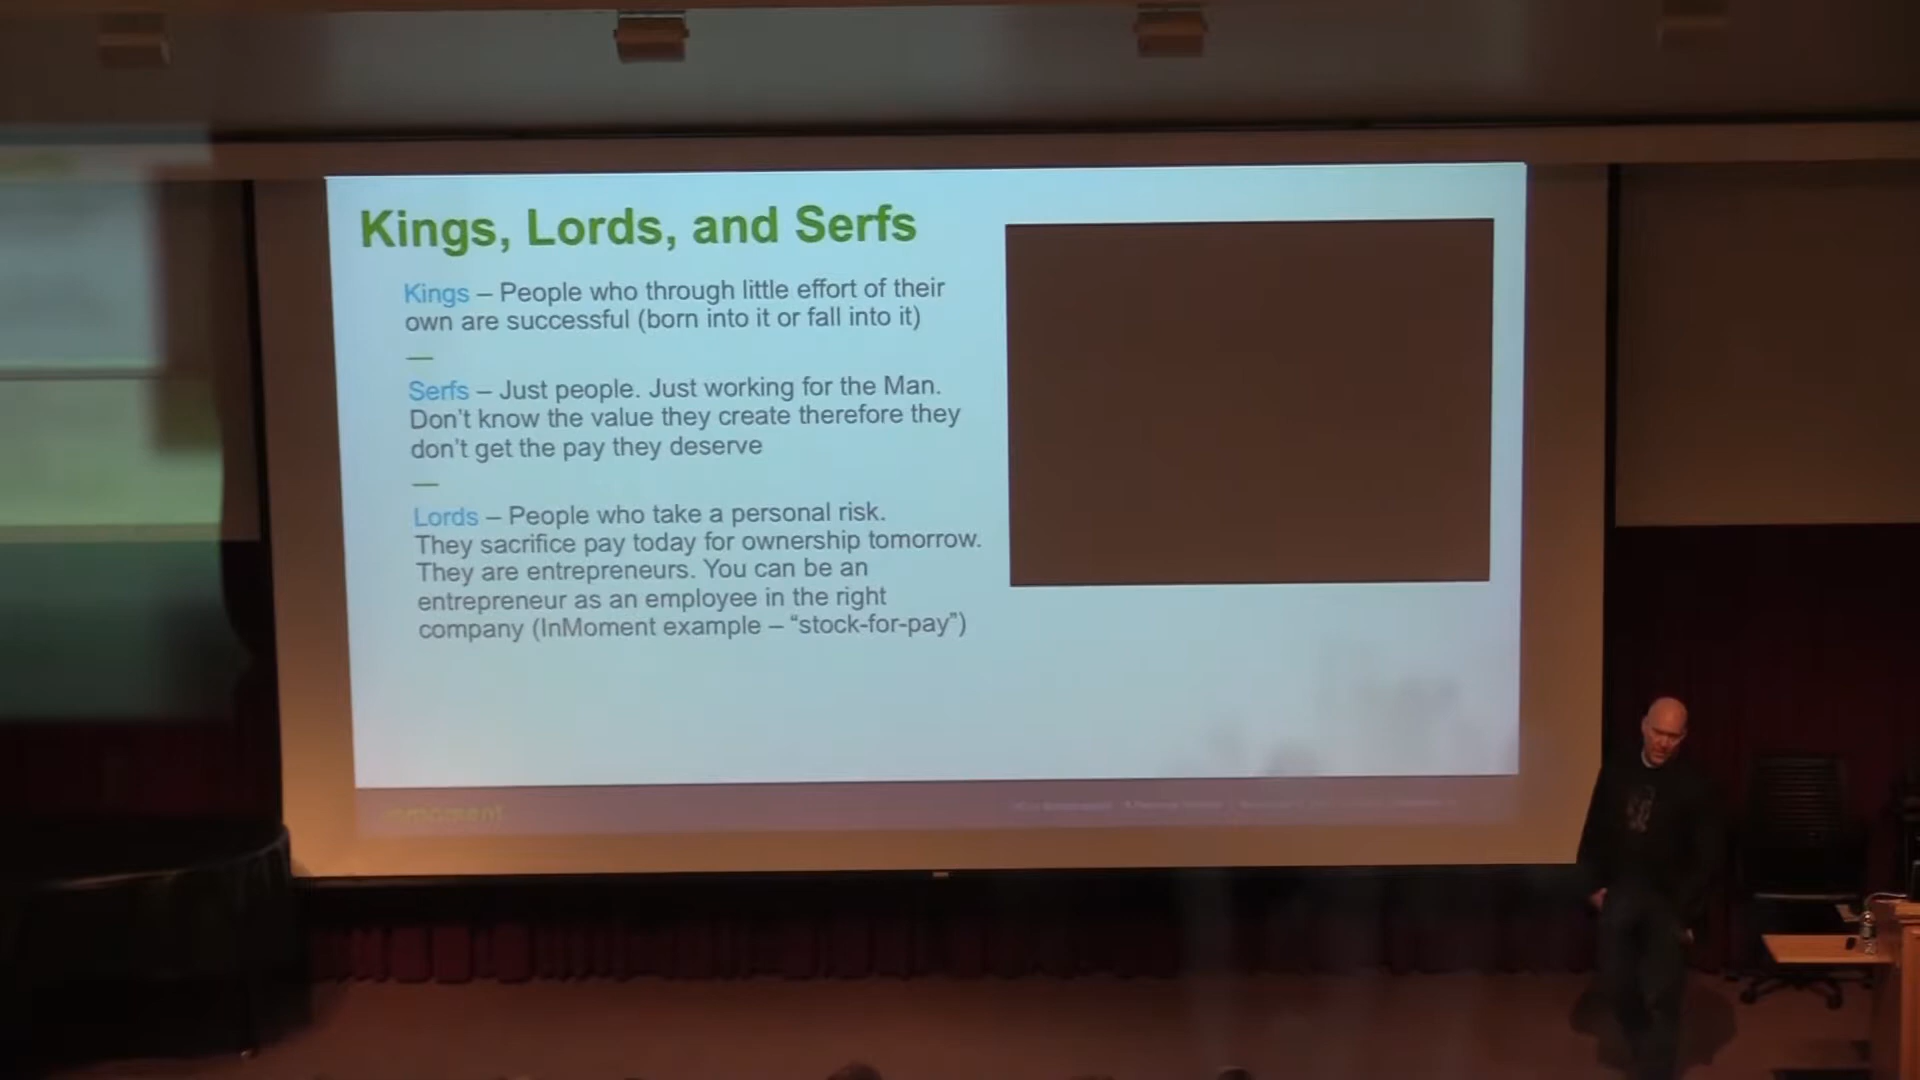 Kings, Lords, and Serfs
Kings – People who through little effort of their
own are successful (born into it or fall into it)
—
Serfs – Just people. Just working for the Man.
Don't know the value they create therefore they
don't get the pay they deserve
—
Lords – People who take a personal risk.
They sacrifice pay today for ownership tomorrow.
They are entrepreneurs. You can be an
entrepreneur as an employee in the right
company (InMoment example – “stock-for-pay”)
inmoment